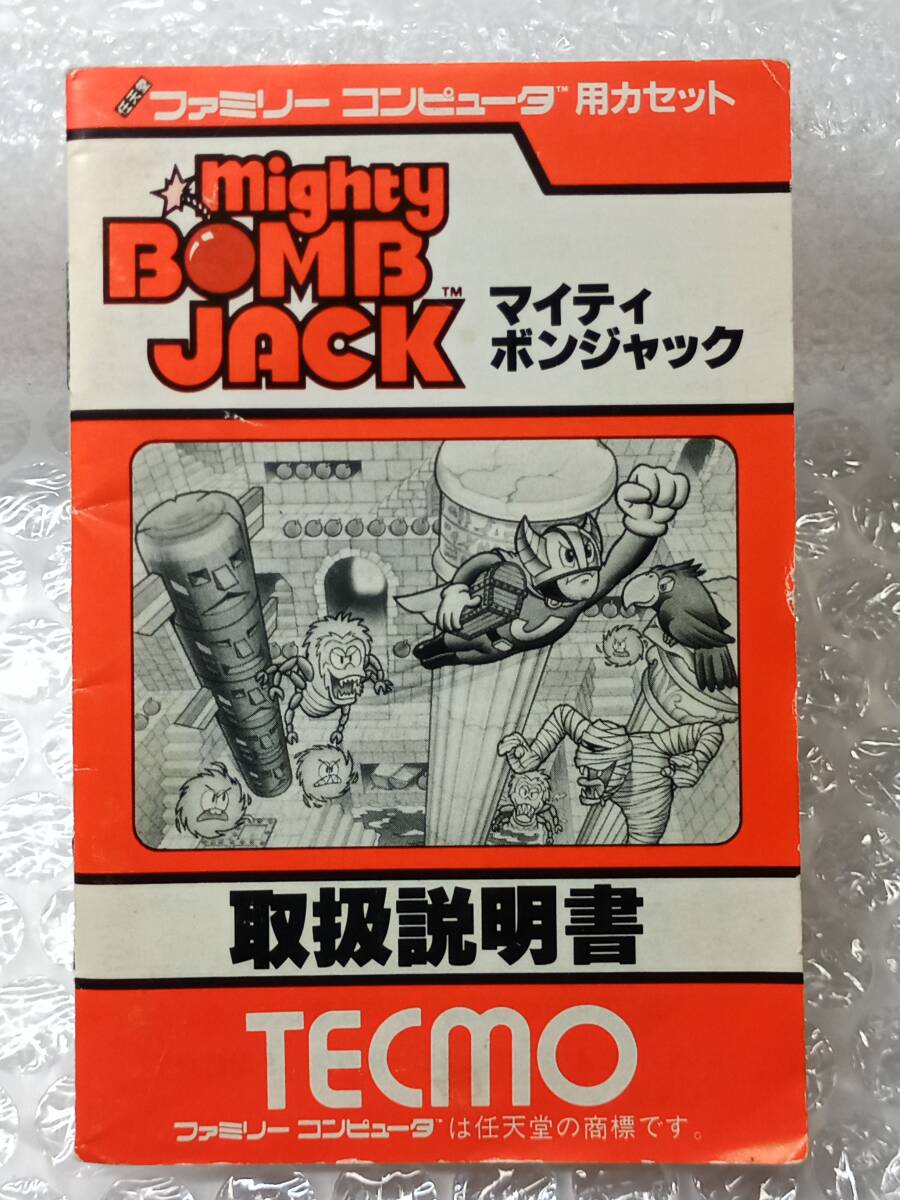 任天堂 ファミリー コンピュータ™ 用カセット
mighty
BOMB
JACK™
マイティ
ボンジャック
取扱説明書
TECMO
ファミリー コンピュータ™ は任天堂の商標です。